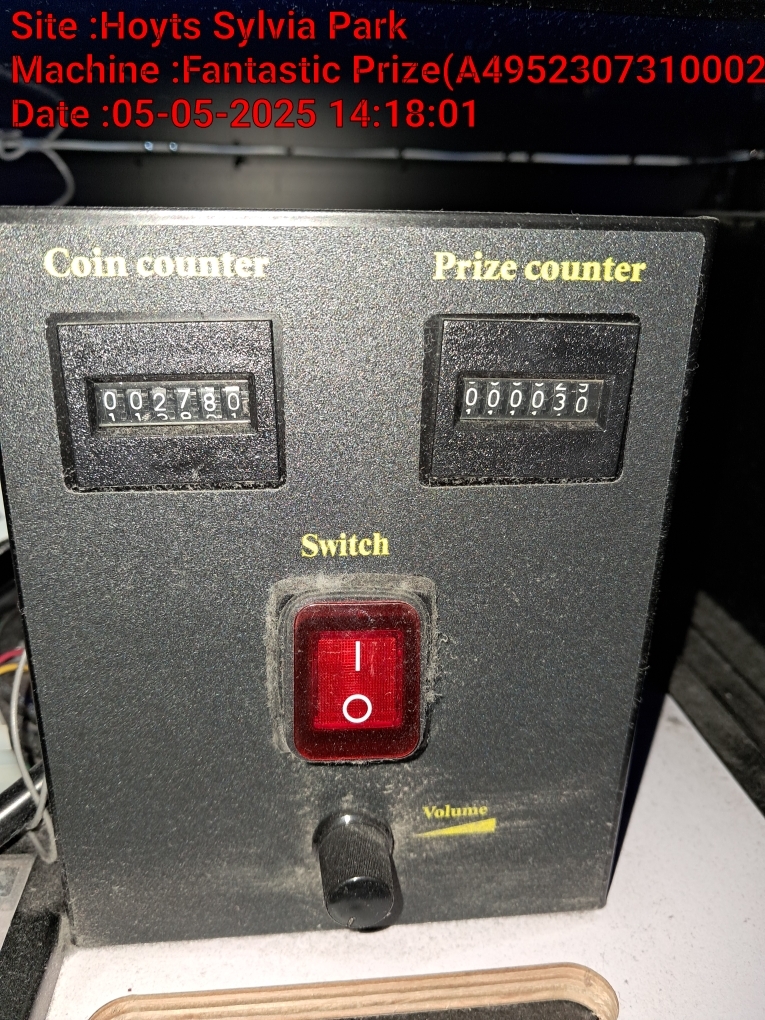 Site :Hoyts Sylvia Park
Machine :Fantastic Prize(A4952307310002
Date :05-05-2025 14:18:01
Coin counter
Prize counter
002780
000030
Switch
I
O
Volume